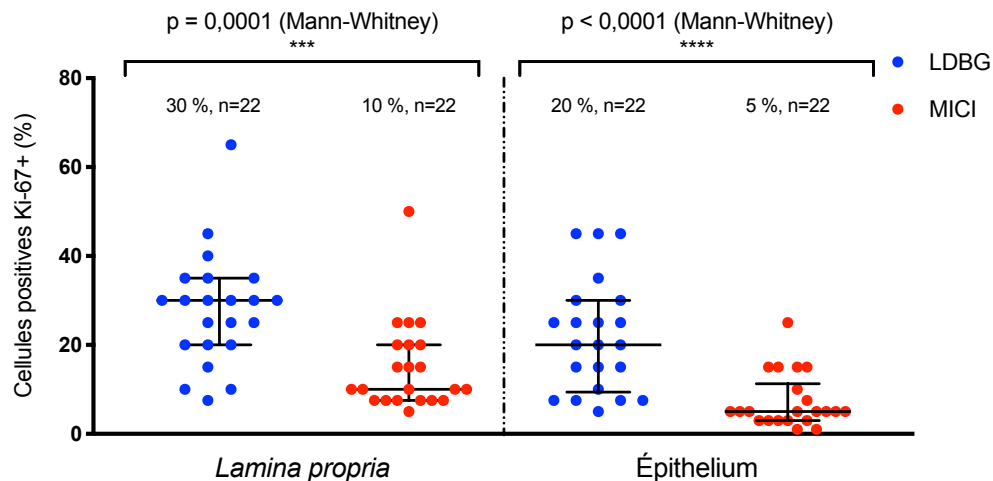 p = 0,0001 (Mann-Whitney) p < 0,0001 (Mann-Whitney)
*** ****
LDBG
MICI
30 %, n=22 10 %, n=22 20 %, n=22 5 %, n=22
Cellules positives Ki-67+ (%)
80
60
40
20
0
Lamina propria Épithelium